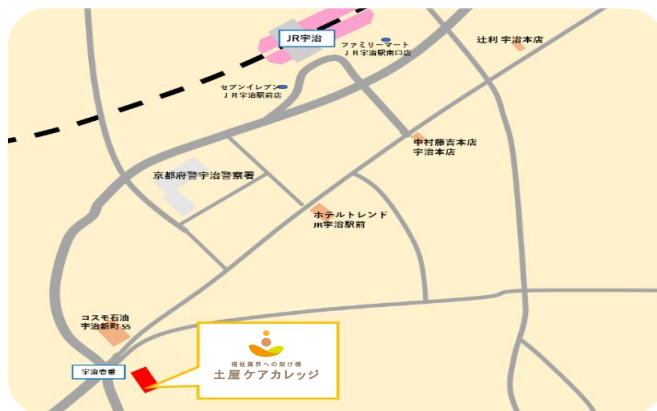 JR宇治
ファミリーマート
JR宇治駅南口店
辻利 宇治本店
セブンイレブン
JR宇治駅前店
中村藤吉本店
宇治本店
京都府警宇治警察署
ホテルトレンド
JR宇治駅前
コスモ石油
宇治新町SS
宇治壱番
福祉業界への架け橋
土屋ケアカレッジ